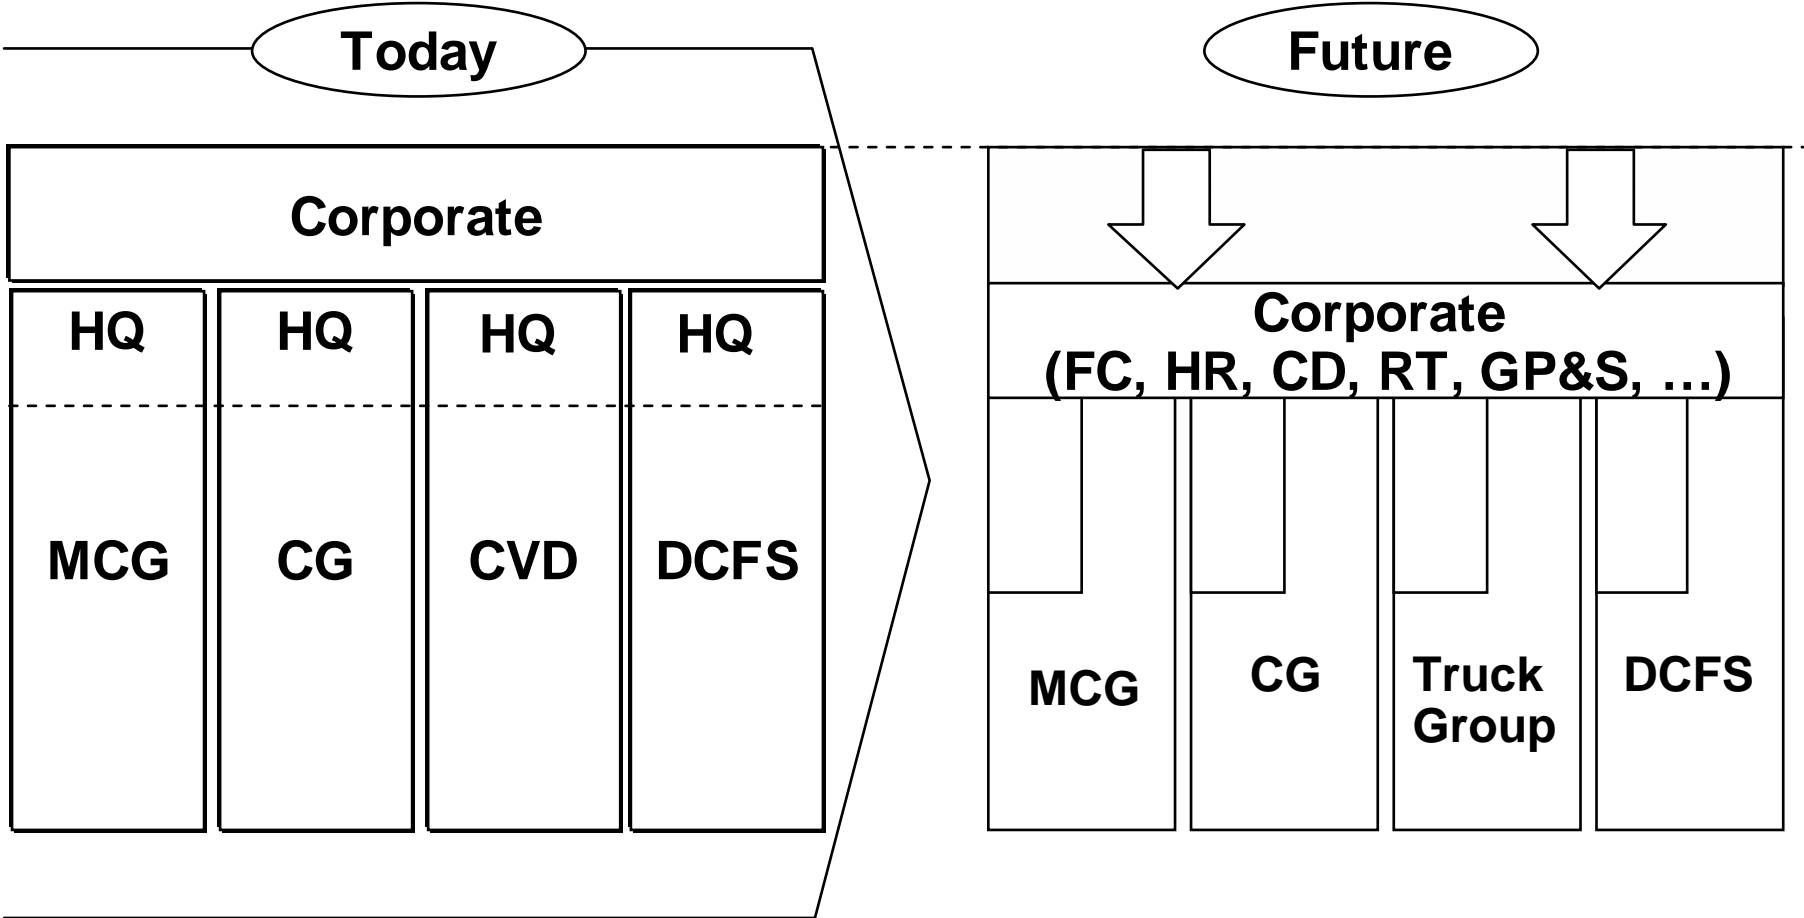 Today
Corporate
HQ
HQ
HQ
HQ
MCG
CG
CVD
DCFS
Future
Corporate
(FC, HR, CD, RT, GP&S, …)
MCG
CG
Truck
Group
DCFS